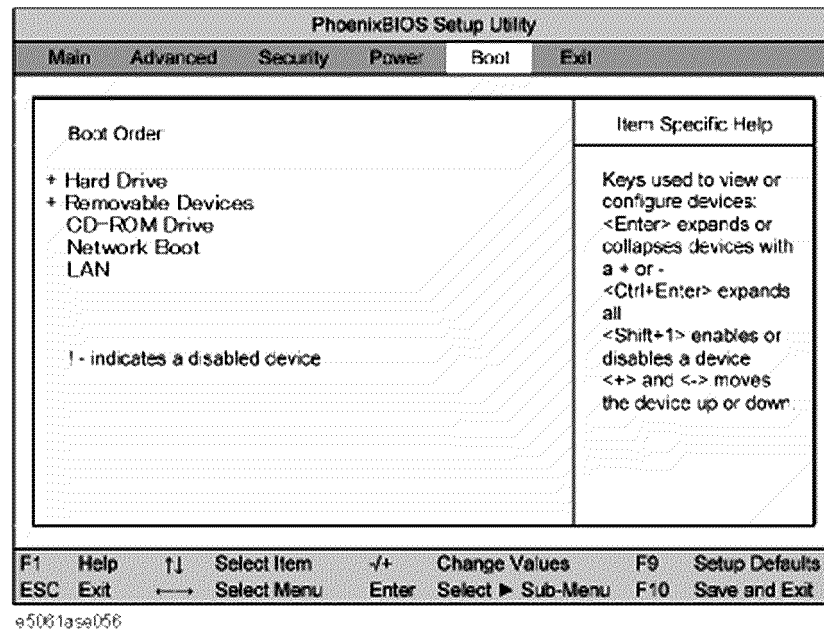 PhoenixBIOS Setup Utility
Main Advanced Security Power Boot Exit
Boot Order
+ Hard Drive
+ Removable Devices
CD-ROM Drive
Network Boot
LAN
! - indicates a disabled device
Item Specific Help
Keys used to view or
configure devices:
<Enter> expands or
collapses devices with
a + or -
<Ctrl+Enter> expands
all
<Shift+1> enables or
disables a device
<+> and <-> moves
the device up or down.
F1 Help ↑↓ Select Item -/+ Change Values F9 Setup Defaults
ESC Exit ←→ Select Menu Enter Select ▶ Sub-Menu F10 Save and Exit
e5061ase056